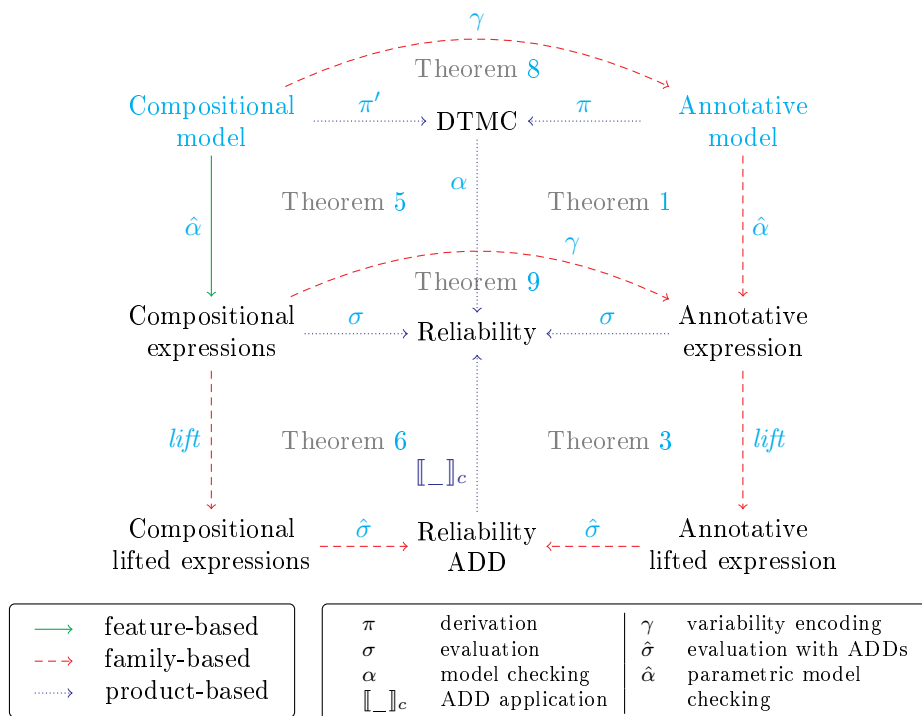 γ
Theorem 8
Compositional model
π′
DTMC
π
Annotative model
α
Theorem 5
Theorem 1
α̂
α̂
γ
Theorem 9
Compositional expressions
σ
Reliability
σ
Annotative expression
lift
Theorem 6
Theorem 3
lift
⟦_⟧c
Compositional lifted expressions
σ̂
Reliability ADD
σ̂
Annotative lifted expression
feature-based
family-based
product-based
π derivation
σ evaluation
α model checking
⟦_⟧c ADD application
γ variability encoding
σ̂ evaluation with ADDs
α̂ parametric model
checking